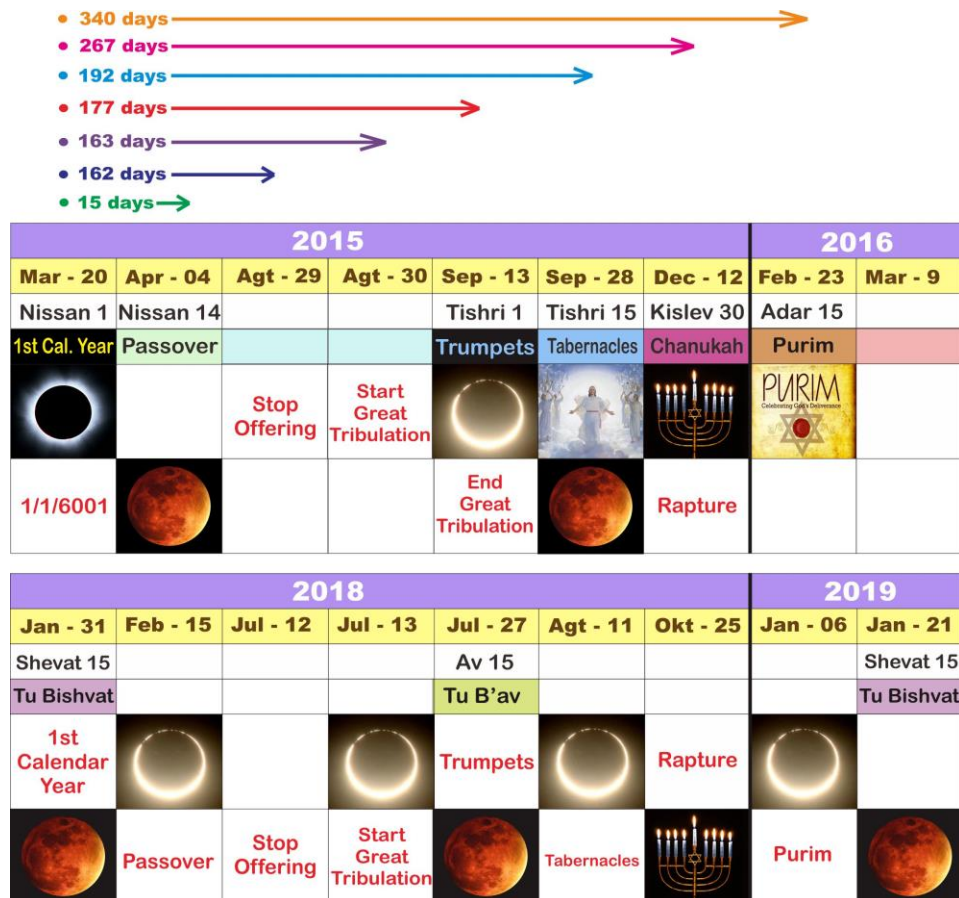 • 340 days
• 267 days
• 192 days
• 177 days
• 163 days
• 162 days
• 15 days
2015 2016
Mar - 20 Apr - 04 Agt - 29 Agt - 30 Sep - 13 Sep - 28 Dec - 12 Feb - 23 Mar - 9
Nissan 1 Nissan 14 Tishri 1 Tishri 15 Kislev 30 Adar 15
1st Cal. Year Passover Trumpets Tabernacles Chanukah Purim
Stop
Offering
Start
Great
Tribulation
PURIM
Celebrating God's Deliverance
1/1/6001
End
Great
Tribulation
Rapture
2018 2019
Jan - 31 Feb - 15 Jul - 12 Jul - 13 Jul - 27 Agt - 11 Okt - 25 Jan - 06 Jan - 21
Shevat 15 Av 15 Shevat 15
Tu Bishvat Tu B'av Tu Bishvat
1st
Calendar
Year
Trumpets
Rapture
Passover
Stop
Offering
Start
Great
Tribulation
Tabernacles
Purim